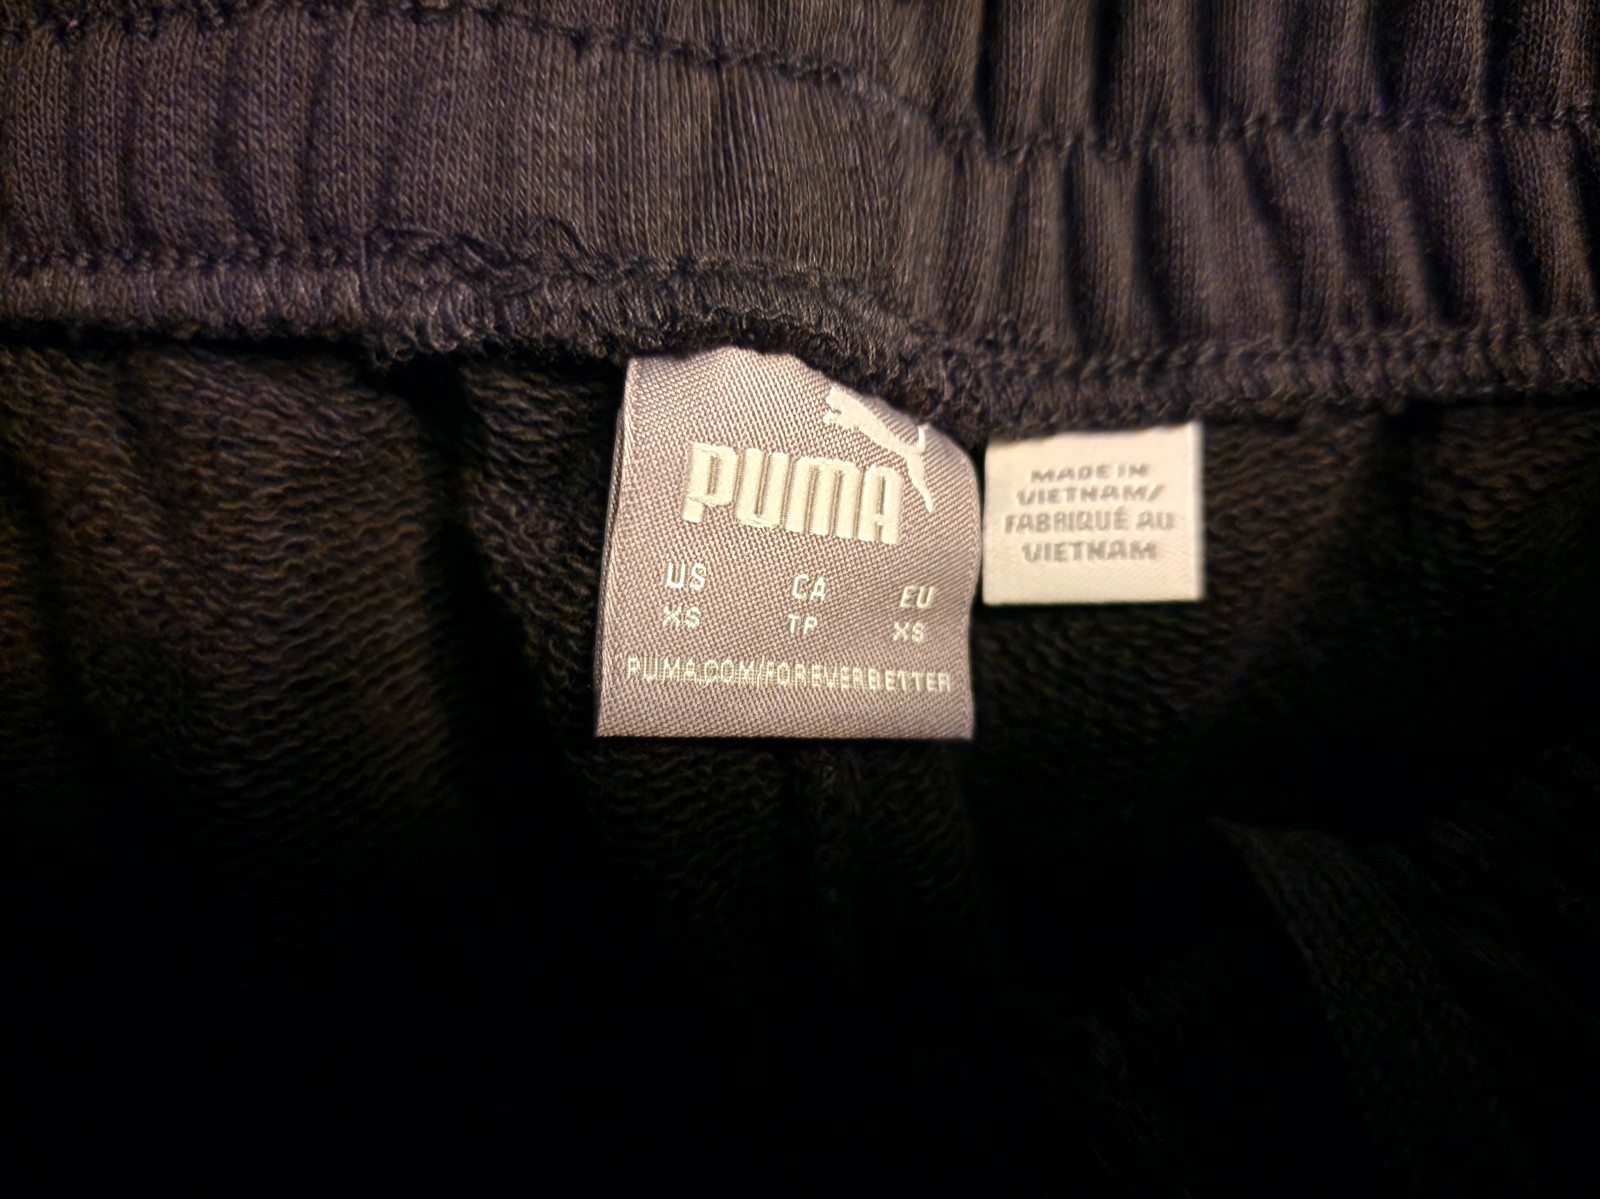 PUMA
US CA EU
XS TP XS
PUMA.COM/FOREVERBETTER
MADE IN
VIETNAM/
FABRIQUÉ AU
VIETNAM